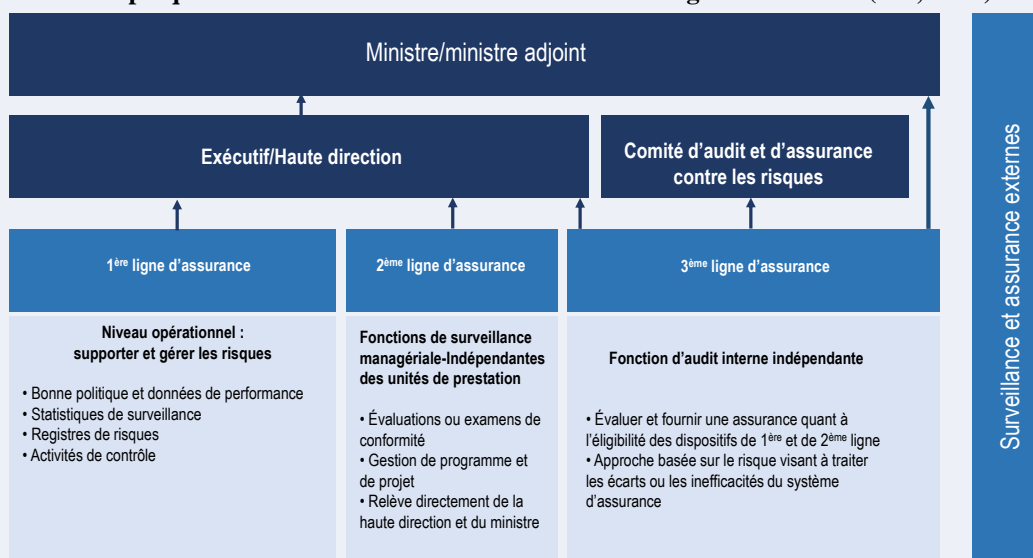 Ministre/ministre adjoint
Exécutif/Haute direction
Comité d'audit et d'assurance
contre les risques
1ère ligne d'assurance
2ème ligne d'assurance
3ème ligne d'assurance
Niveau opérationnel :
supporter et gérer les risques
• Bonne politique et données de performance
• Statistiques de surveillance
• Registres de risques
• Activités de contrôle
Fonctions de surveillance
managériale-Indépendantes
des unités de prestation
• Évaluations ou examens de
conformité
• Gestion de programme et
de projet
• Relève directement de la
haute direction et du ministre
Fonction d'audit interne indépendante
• Évaluer et fournir une assurance quant à
l'éligibilité des dispositifs de 1ère et de 2ème ligne
• Approche basée sur le risque visant à traiter
les écarts ou les inefficacités du système
d'assurance
Surveillance et assurance externes